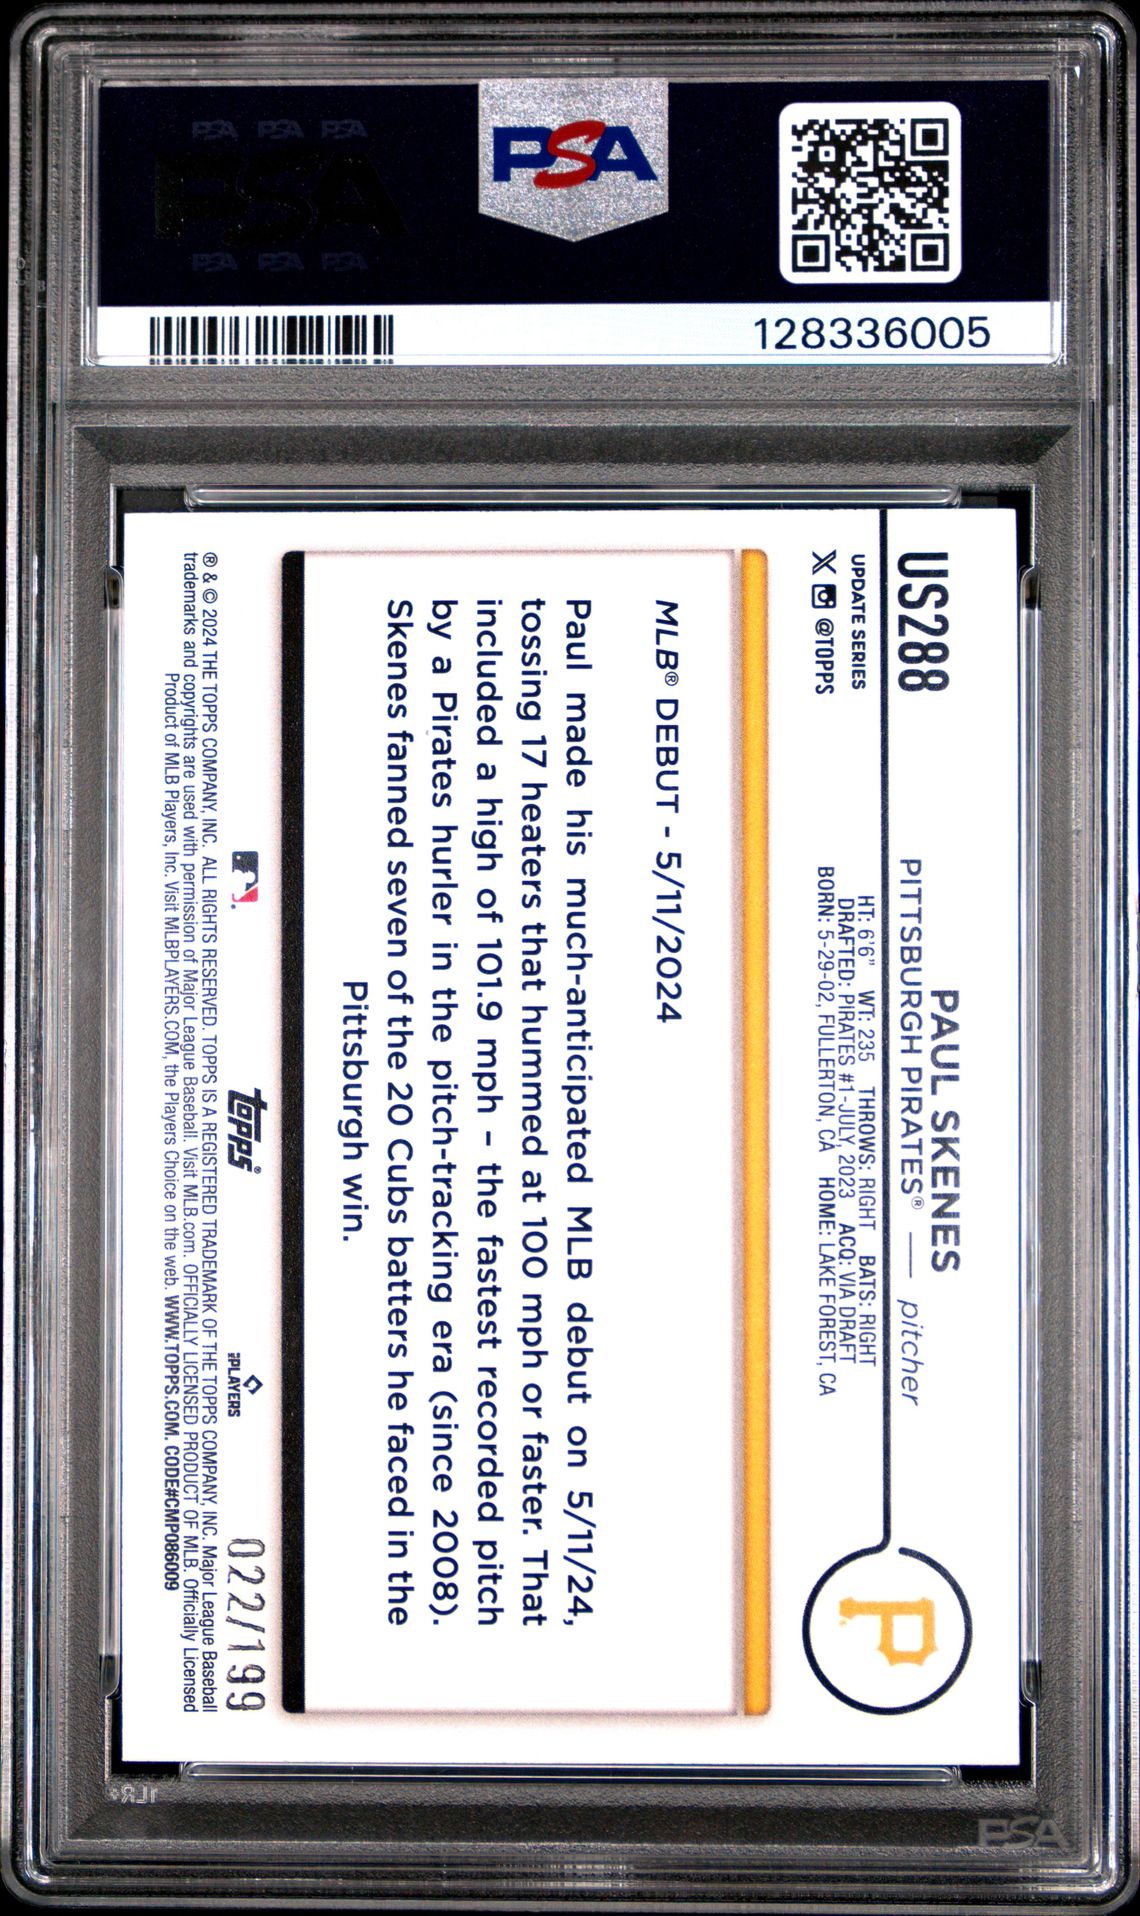 PSA PSA PSA
PSA
PSA PSA PSA
PSA
128336005
US288
PAUL SKENES
PITTSBURGH PIRATES® — pitcher
P
UPDATE SERIES
X @TOPPS
HT: 6'6" WT: 235 THROWS: RIGHT BATS: RIGHT
DRAFTED: PIRATES #1-JULY, 2023 ACQ: VIA DRAFT
BORN: 5-29-02, FULLERTON, CA HOME: LAKE FOREST, CA
MLB® DEBUT - 5/11/2024
Paul made his much-anticipated MLB debut on 5/11/24,
tossing 17 heaters that hummed at 100 mph or faster. That
included a high of 101.9 mph – the fastest recorded pitch
by a Pirates hurler in the pitch-tracking era (since 2008).
Skenes fanned seven of the 20 Cubs batters he faced in the
Pittsburgh win.
topps®
PLAYERS
022/199
® & © 2024 THE TOPPS COMPANY, INC. ALL RIGHTS RESERVED. TOPPS IS A REGISTERED TRADEMARK OF THE TOPPS COMPANY, INC. Major League Baseball
trademarks and copyrights are used with permission of Major League Baseball. Visit MLB.com. OFFICIALLY LICENSED PRODUCT OF MLB. Officially Licensed
Product of MLB Players, Inc. Visit MLBPLAYERS.COM, the Players Choice on the web. WWW.TOPPS.COM. CODE#CMP086009
PSA